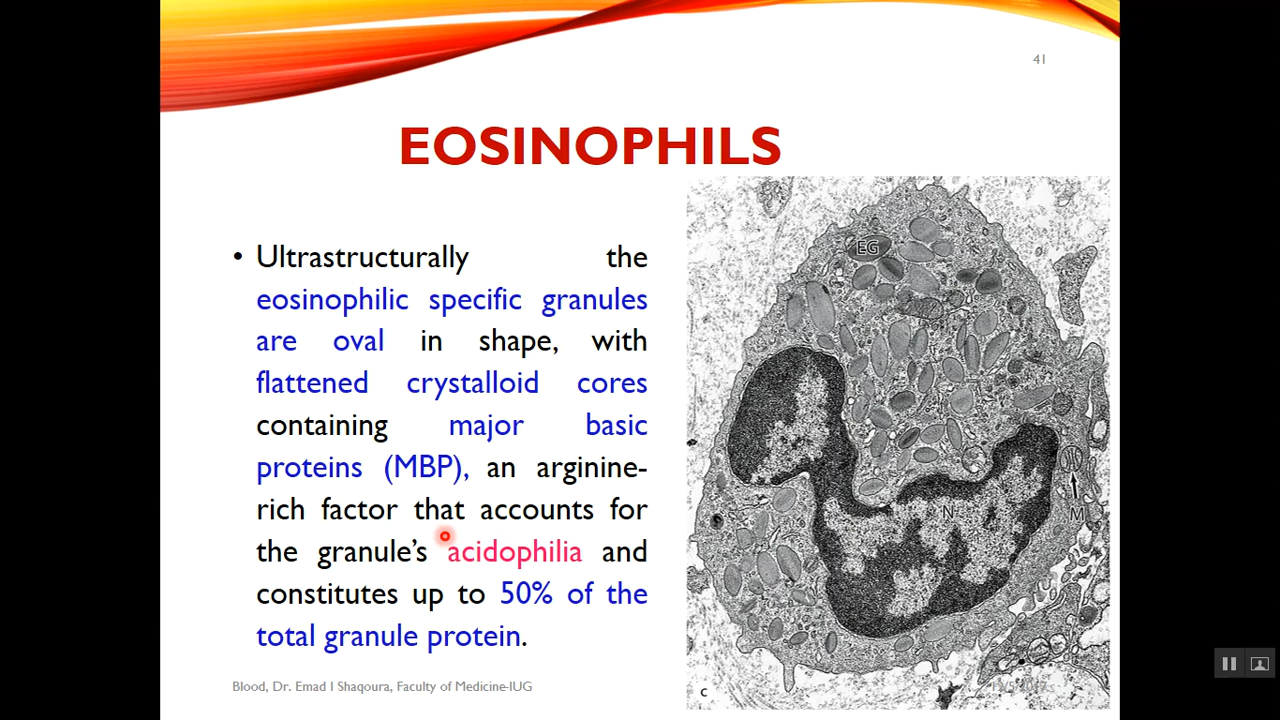 41
EOSINOPHILS
• Ultrastructurally the
eosinophilic specific granules
are oval in shape, with
flattened crystalloid cores
containing major basic
proteins (MBP), an arginine-
rich factor that accounts for
the granule’s acidophilia and
constitutes up to 50% of the
total granule protein.
EG
N
M
c
Blood, Dr. Emad I Shaqoura, Faculty of Medicine-IUG